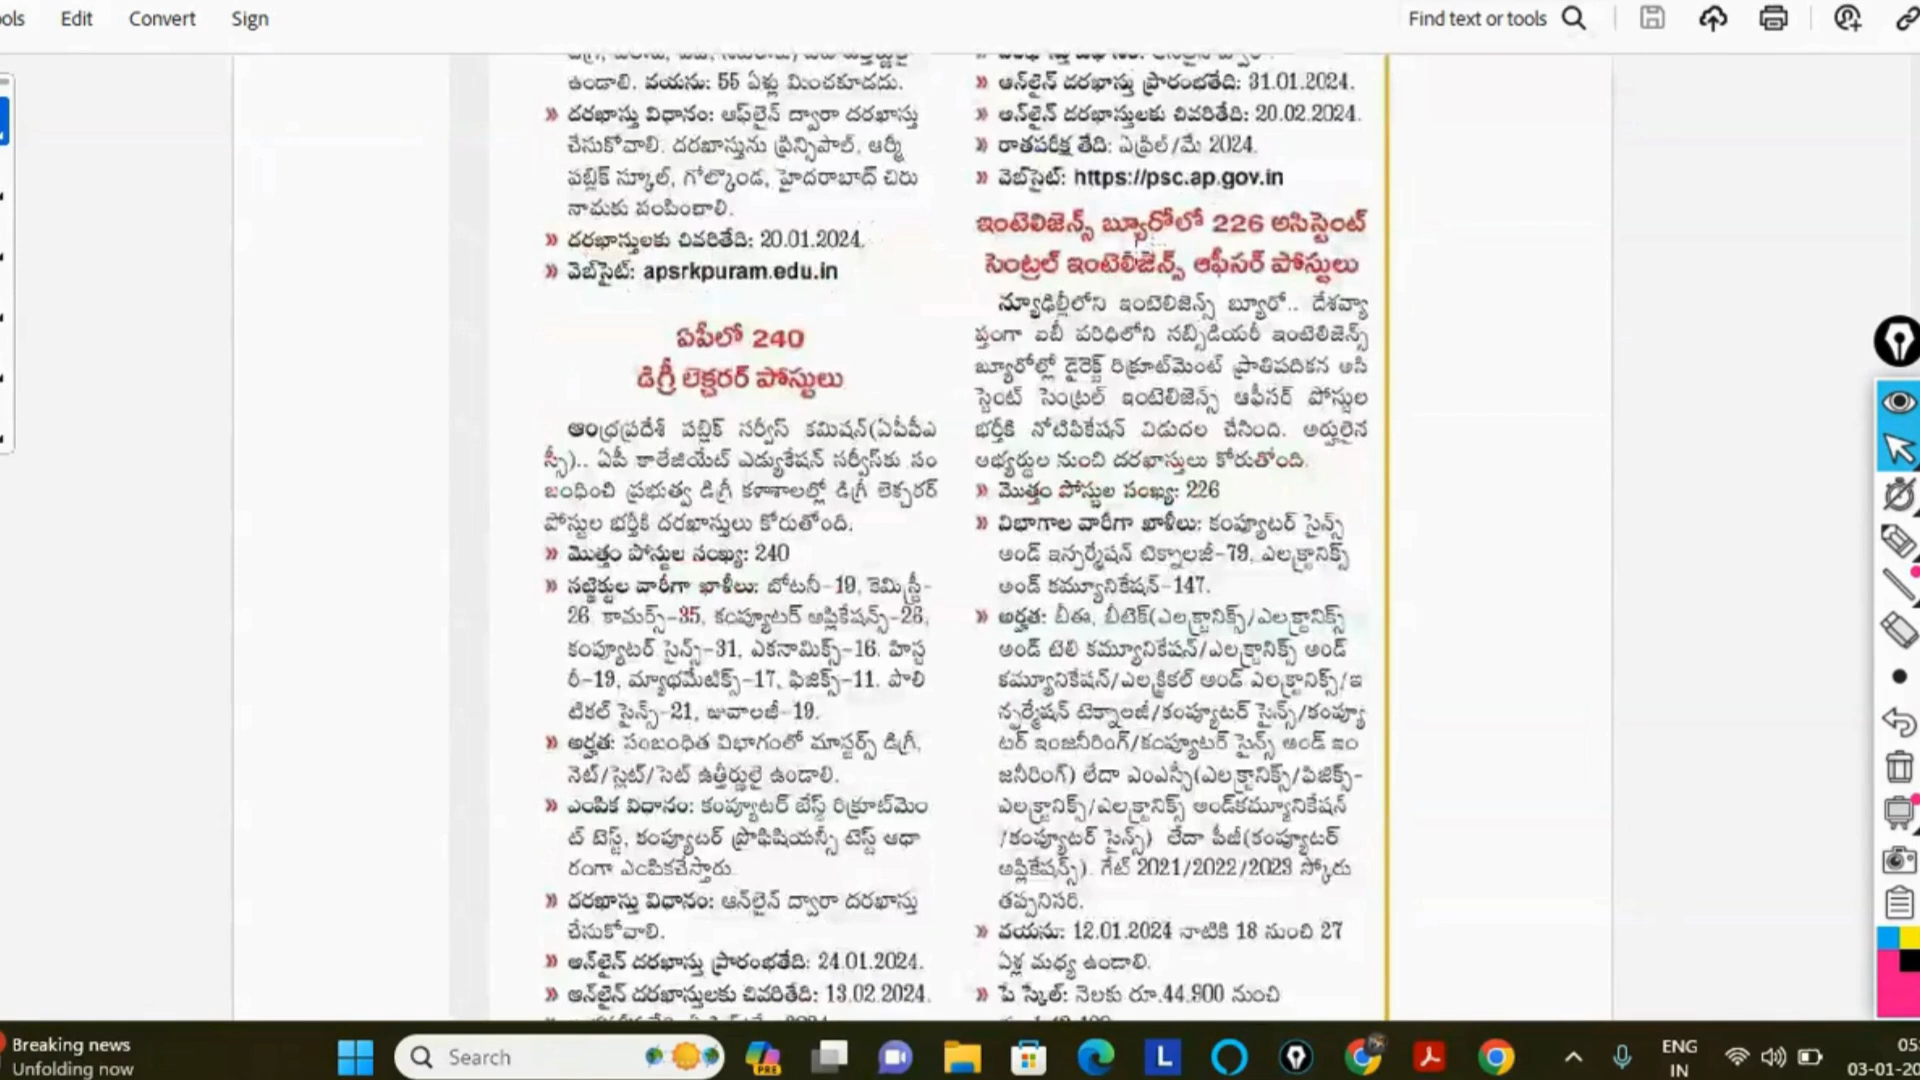 ools
Edit
Convert
Sign
Find text or tools
ఉండాలి. వయసు: 55 ఏళ్లు మించకూడదు.
» దరఖాస్తు విధానం: ఆఫ్‌లైన్ ద్వారా దరఖాస్తు
చేసుకోవాలి. దరఖాస్తును ప్రిన్సిపాల్, ఆర్మీ
పబ్లిక్ స్కూల్, గోల్కొండ, హైదరాబాద్ చిరు
నామకు పంపించాలి.
» దరఖాస్తులకు చివరితేది: 20.01.2024.
» వెబ్‌సైట్: apsrkpuram.edu.in
ఏపీలో 240
డిగ్రీ లెక్చరర్ పోస్టులు
ఆంధ్రప్రదేశ్ పబ్లిక్ సర్వీస్ కమిషన్(ఏపీపీఎ
స్సీ).. ఏపీ కాలేజియేట్ ఎడ్యుకేషన్ సర్వీస్‌కు సం
బంధించి ప్రభుత్వ డిగ్రీ కళాశాలల్లో డిగ్రీ లెక్చరర్
పోస్టుల భర్తీకి దరఖాస్తులు కోరుతోంది.
» మొత్తం పోస్టుల సంఖ్య: 240
» సబ్జెక్టుల వారీగా ఖాళీలు: బోటనీ-19, కెమిస్ట్రీ-
26, కామర్స్-35, కంప్యూటర్ అప్లికేషన్స్-26,
కంప్యూటర్ సైన్స్-31, ఎకనామిక్స్-16, హిస్ట
రీ-19, మ్యాథమేటిక్స్-17, ఫిజిక్స్-11, పొలి
టికల్ సైన్స్-21, జువాలజీ-19.
» అర్హత: సంబంధిత విభాగంలో మాస్టర్స్ డిగ్రీ,
నెట్/స్లెట్/సెట్ ఉత్తీర్ణులై ఉండాలి.
» ఎంపిక విధానం: కంప్యూటర్ బేస్డ్ రిక్రూట్‌మెం
ట్ టెస్ట్, కంప్యూటర్ ప్రొఫిషియన్సీ టెస్ట్ ఆధా
రంగా ఎంపికచేస్తారు.
» దరఖాస్తు విధానం: ఆన్‌లైన్ ద్వారా దరఖాస్తు
చేసుకోవాలి.
» ఆన్‌లైన్ దరఖాస్తు ప్రారంభతేది: 24.01.2024.
» ఆన్‌లైన్ దరఖాస్తులకు చివరితేది: 13.02.2024.
» ఆన్‌లైన్ దరఖాస్తు ప్రారంభతేది: 31.01.2024.
» ఆన్‌లైన్ దరఖాస్తులకు చివరితేది: 20.02.2024.
» రాతపరీక్ష తేది: ఏప్రిల్/మే 2024.
» వెబ్‌సైట్: https://psc.ap.gov.in
ఇంటెలిజెన్స్ బ్యూరోలో 226 అసిస్టెంట్
సెంట్రల్ ఇంటెలిజెన్స్ ఆఫీసర్ పోస్టులు
న్యూఢిల్లీలోని ఇంటెలిజెన్స్ బ్యూరో.. దేశవ్యా
ప్తంగా ఐబీ పరిధిలోని సబ్సిడియరీ ఇంటెలిజెన్స్
బ్యూరోల్లో డైరెక్ట్ రిక్రూట్‌మెంట్ ప్రాతిపదికన అసి
స్టెంట్ సెంట్రల్ ఇంటెలిజెన్స్ ఆఫీసర్ పోస్టుల
భర్తీకి నోటిఫికేషన్ విడుదల చేసింది. అర్హులైన
అభ్యర్థుల నుంచి దరఖాస్తులు కోరుతోంది.
» మొత్తం పోస్టుల సంఖ్య: 226
» విభాగాల వారీగా ఖాళీలు: కంప్యూటర్ సైన్స్
అండ్ ఇన్ఫర్మేషన్ టెక్నాలజీ-79, ఎలక్ట్రానిక్స్
అండ్ కమ్యూనికేషన్-147.
» అర్హత: బీఈ, బీటెక్(ఎలక్ట్రానిక్స్/ఎలక్ట్రానిక్స్
అండ్ టెలి కమ్యూనికేషన్/ఎలక్ట్రానిక్స్ అండ్
కమ్యూనికేషన్/ఎలక్ట్రికల్ అండ్ ఎలక్ట్రానిక్స్/ఇ
న్ఫర్మేషన్ టెక్నాలజీ/కంప్యూటర్ సైన్స్/కంప్యూ
టర్ ఇంజనీరింగ్/కంప్యూటర్ సైన్స్ అండ్ ఇం
జనీరింగ్) లేదా ఎంఎస్సీ(ఎలక్ట్రానిక్స్/ఫిజిక్స్-
ఎలక్ట్రానిక్స్/ఎలక్ట్రానిక్స్ అండ్‌కమ్యూనికేషన్
/కంప్యూటర్ సైన్స్) లేదా పీజీ(కంప్యూటర్
అప్లికేషన్స్). గేట్ 2021/2022/2023 స్కోరు
తప్పనిసరి.
» వయసు: 12.01.2024 నాటికి 18 నుంచి 27
ఏళ్ల మధ్య ఉండాలి.
» పే స్కేల్: నెలకు రూ.44,900 నుంచి
Breaking news
Unfolding now
Search
PRE
L
ENG
IN
05
03-01-20